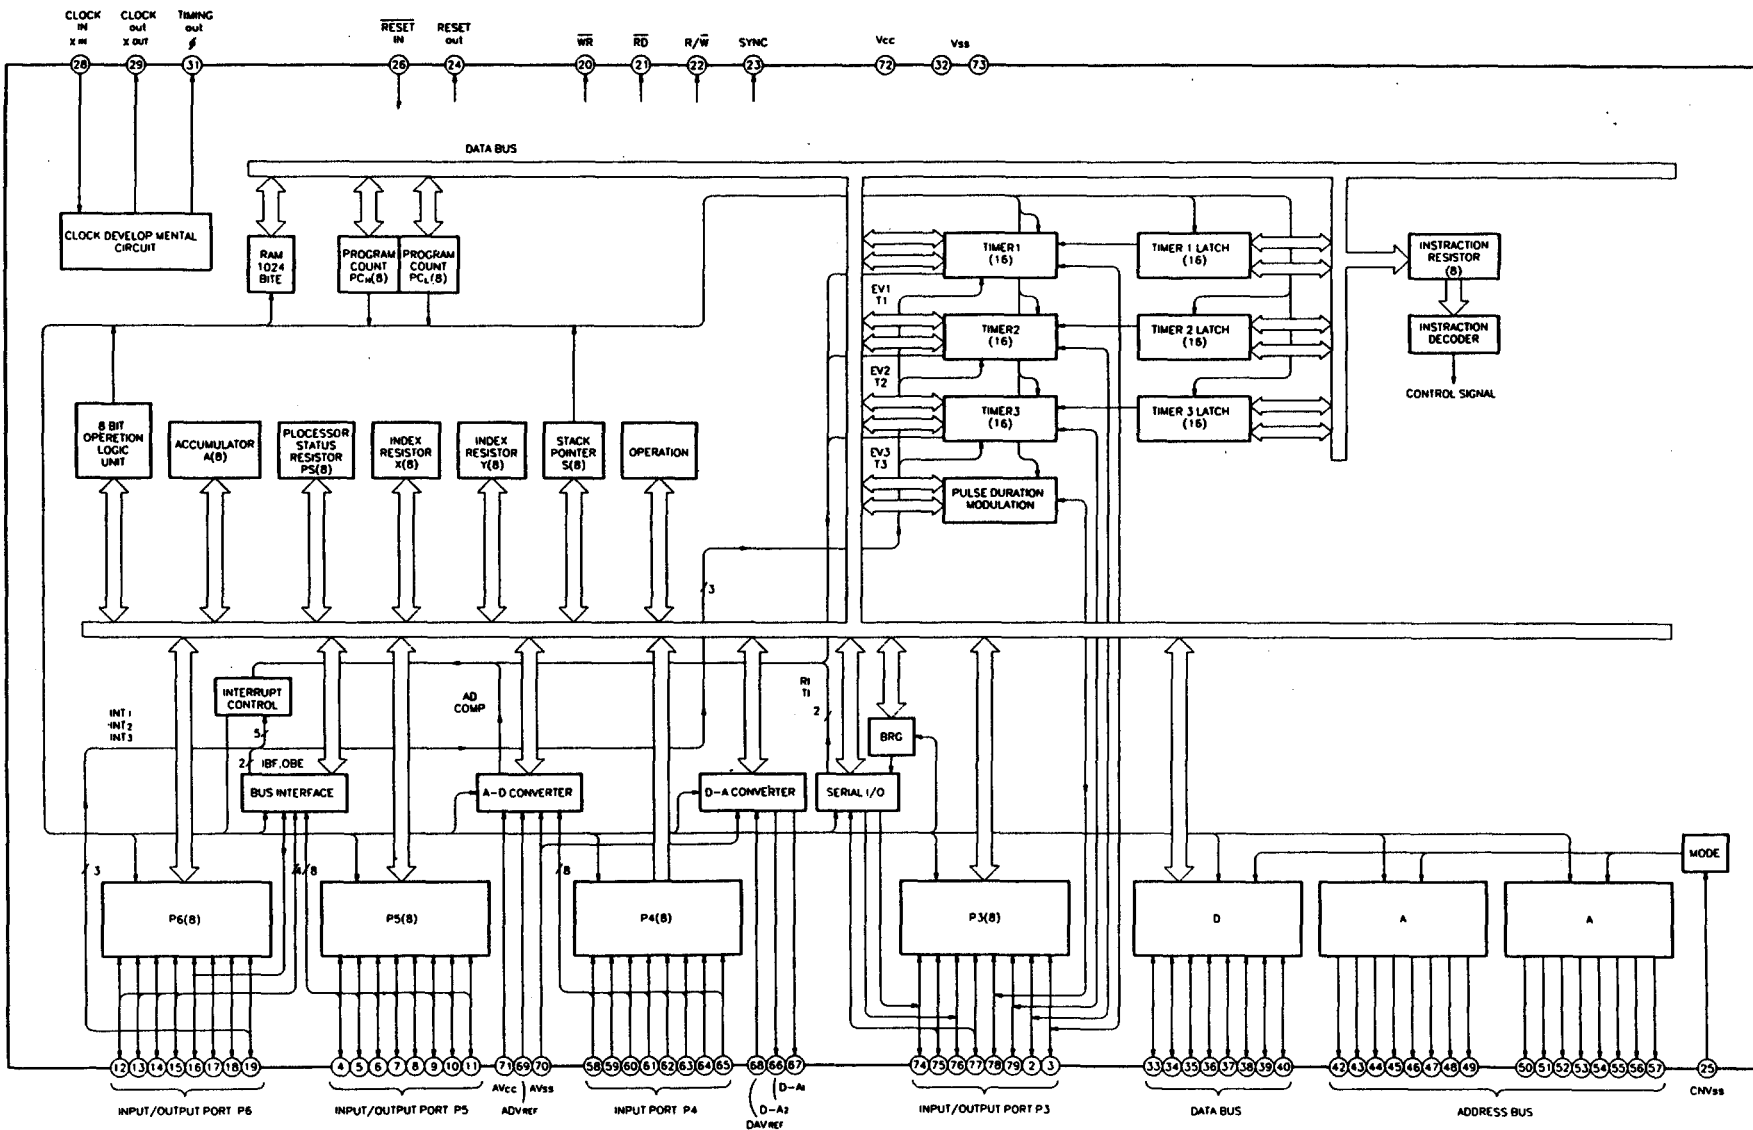 CLOCK
IN
X IN
CLOCK
out
X OUT
TIMING
out
ϕ
RESET
IN
RESET
out
WR
RD
R/W
SYNC
Vcc
Vss
28
29
31
26
24
20
21
22
23
72
32
73
DATA BUS
CLOCK DEVELOP MENTAL
CIRCUIT
RAM
1024
BITE
PROGRAM
COUNT
PCH(8)
PROGRAM
COUNT
PCL(8)
TIMER1
(16)
TIMER 1 LATCH
(16)
INSTRACTION
RESISTOR
(8)
EV1
T1
TIMER2
(16)
TIMER 2 LATCH
(16)
INSTRACTION
DECODER
EV2
T2
CONTROL SIGNAL
TIMER3
(16)
TIMER 3 LATCH
(16)
8 BIT
OPERETION
LOGIC
UNIT
ACCUMULATOR
A(8)
PLOCESSOR
STATUS
RESISTOR
PS(8)
INDEX
RESISTOR
X(8)
INDEX
RESISTOR
Y(8)
STACK
POINTER
S(8)
OPERATION
EV3
T3
PULSE DURATION
MODULATION
3
INTERRUPT
CONTROL
AD
COMP
RI
TI
2
INT1
INT2
INT3
5
BRG
2
IBF,OBE
BUS INTERFACE
A-D CONVERTER
D-A CONVERTER
SERIAL I/O
MODE
3
4
8
8
P6(8)
P5(8)
P4(8)
P3(8)
D
A
A
12 13 14 15 16 17 18 19
4 5 6 7 8 9 10 11
71 69 70
58 59 60 61 62 63 64 65
68 66 67
74 75 76 77 78 79 2 3
33 34 35 36 37 38 39 40
42 43 44 45 46 47 48 49
50 51 52 53 54 55 56 57
25
INPUT/OUTPUT PORT P6
INPUT/OUTPUT PORT P5
AVcc
AVss
ADVREF
INPUT PORT P4
D-A1
D-A2
DAVREF
INPUT/OUTPUT PORT P3
DATA BUS
ADDRESS BUS
CNVss